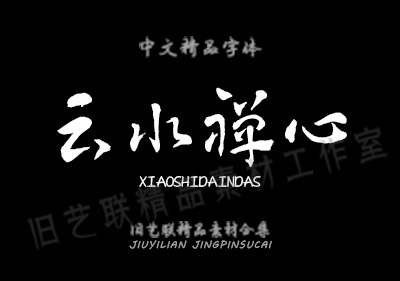 中文精品字体
云水禅心
XIAOSHIDAINDAS
旧艺联精品素材工作室
旧艺联精品素材合集
JIUYILIAN JINGPINSUCAI